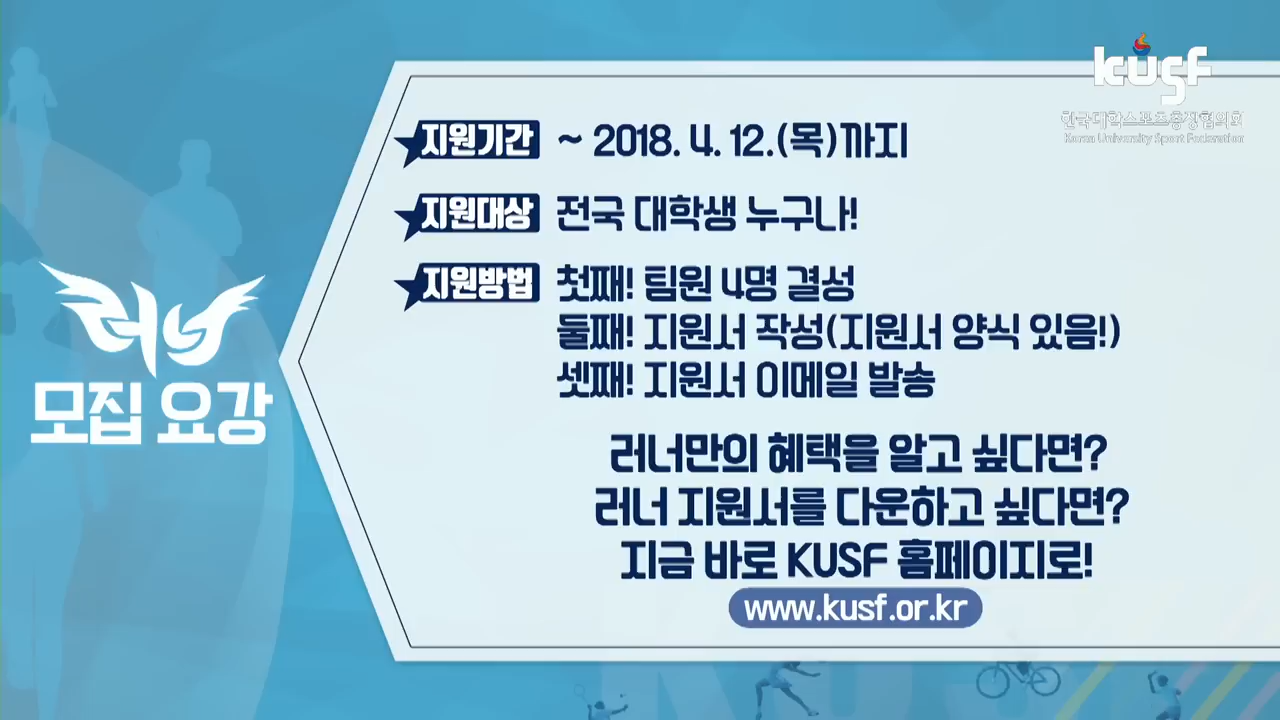 kusf
한국대학스포츠총장협의회
Korea University Sport Federation
러너
모집 요강
지원기간 ~ 2018. 4. 12.(목)까지
지원대상 전국 대학생 누구나!
지원방법 첫째! 팀원 4명 결성
둘째! 지원서 작성(지원서 양식 있음!)
셋째! 지원서 이메일 발송
러너만의 혜택을 알고 싶다면?
러너 지원서를 다운하고 싶다면?
지금 바로 KUSF 홈페이지로!
www.kusf.or.kr